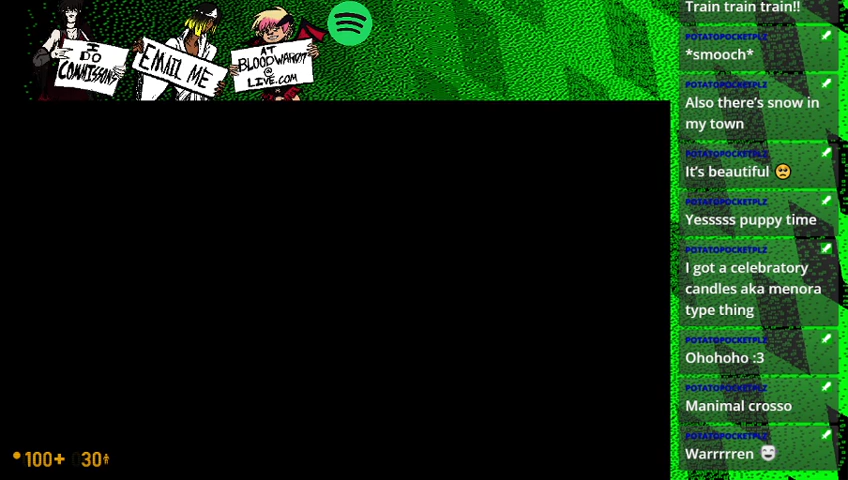 I
DO
COMMISSONS
EMAIL ME
AT
@
LIVE.COM
Train train train!!
POTATOPOCKETPLZ
*smooch*
POTATOPOCKETPLZ
Also there's snow in
my town
POTATOPOCKETPLZ
It's beautiful 🥺
POTATOPOCKETPLZ
Yesssss puppy time
POTATOPOCKETPLZ
I got a celebratory
candles aka menora
type thing
POTATOPOCKETPLZ
Ohohoho :3
POTATOPOCKETPLZ
Manimal crosso
POTATOPOCKETPLZ
Warrrrren
100+ 30